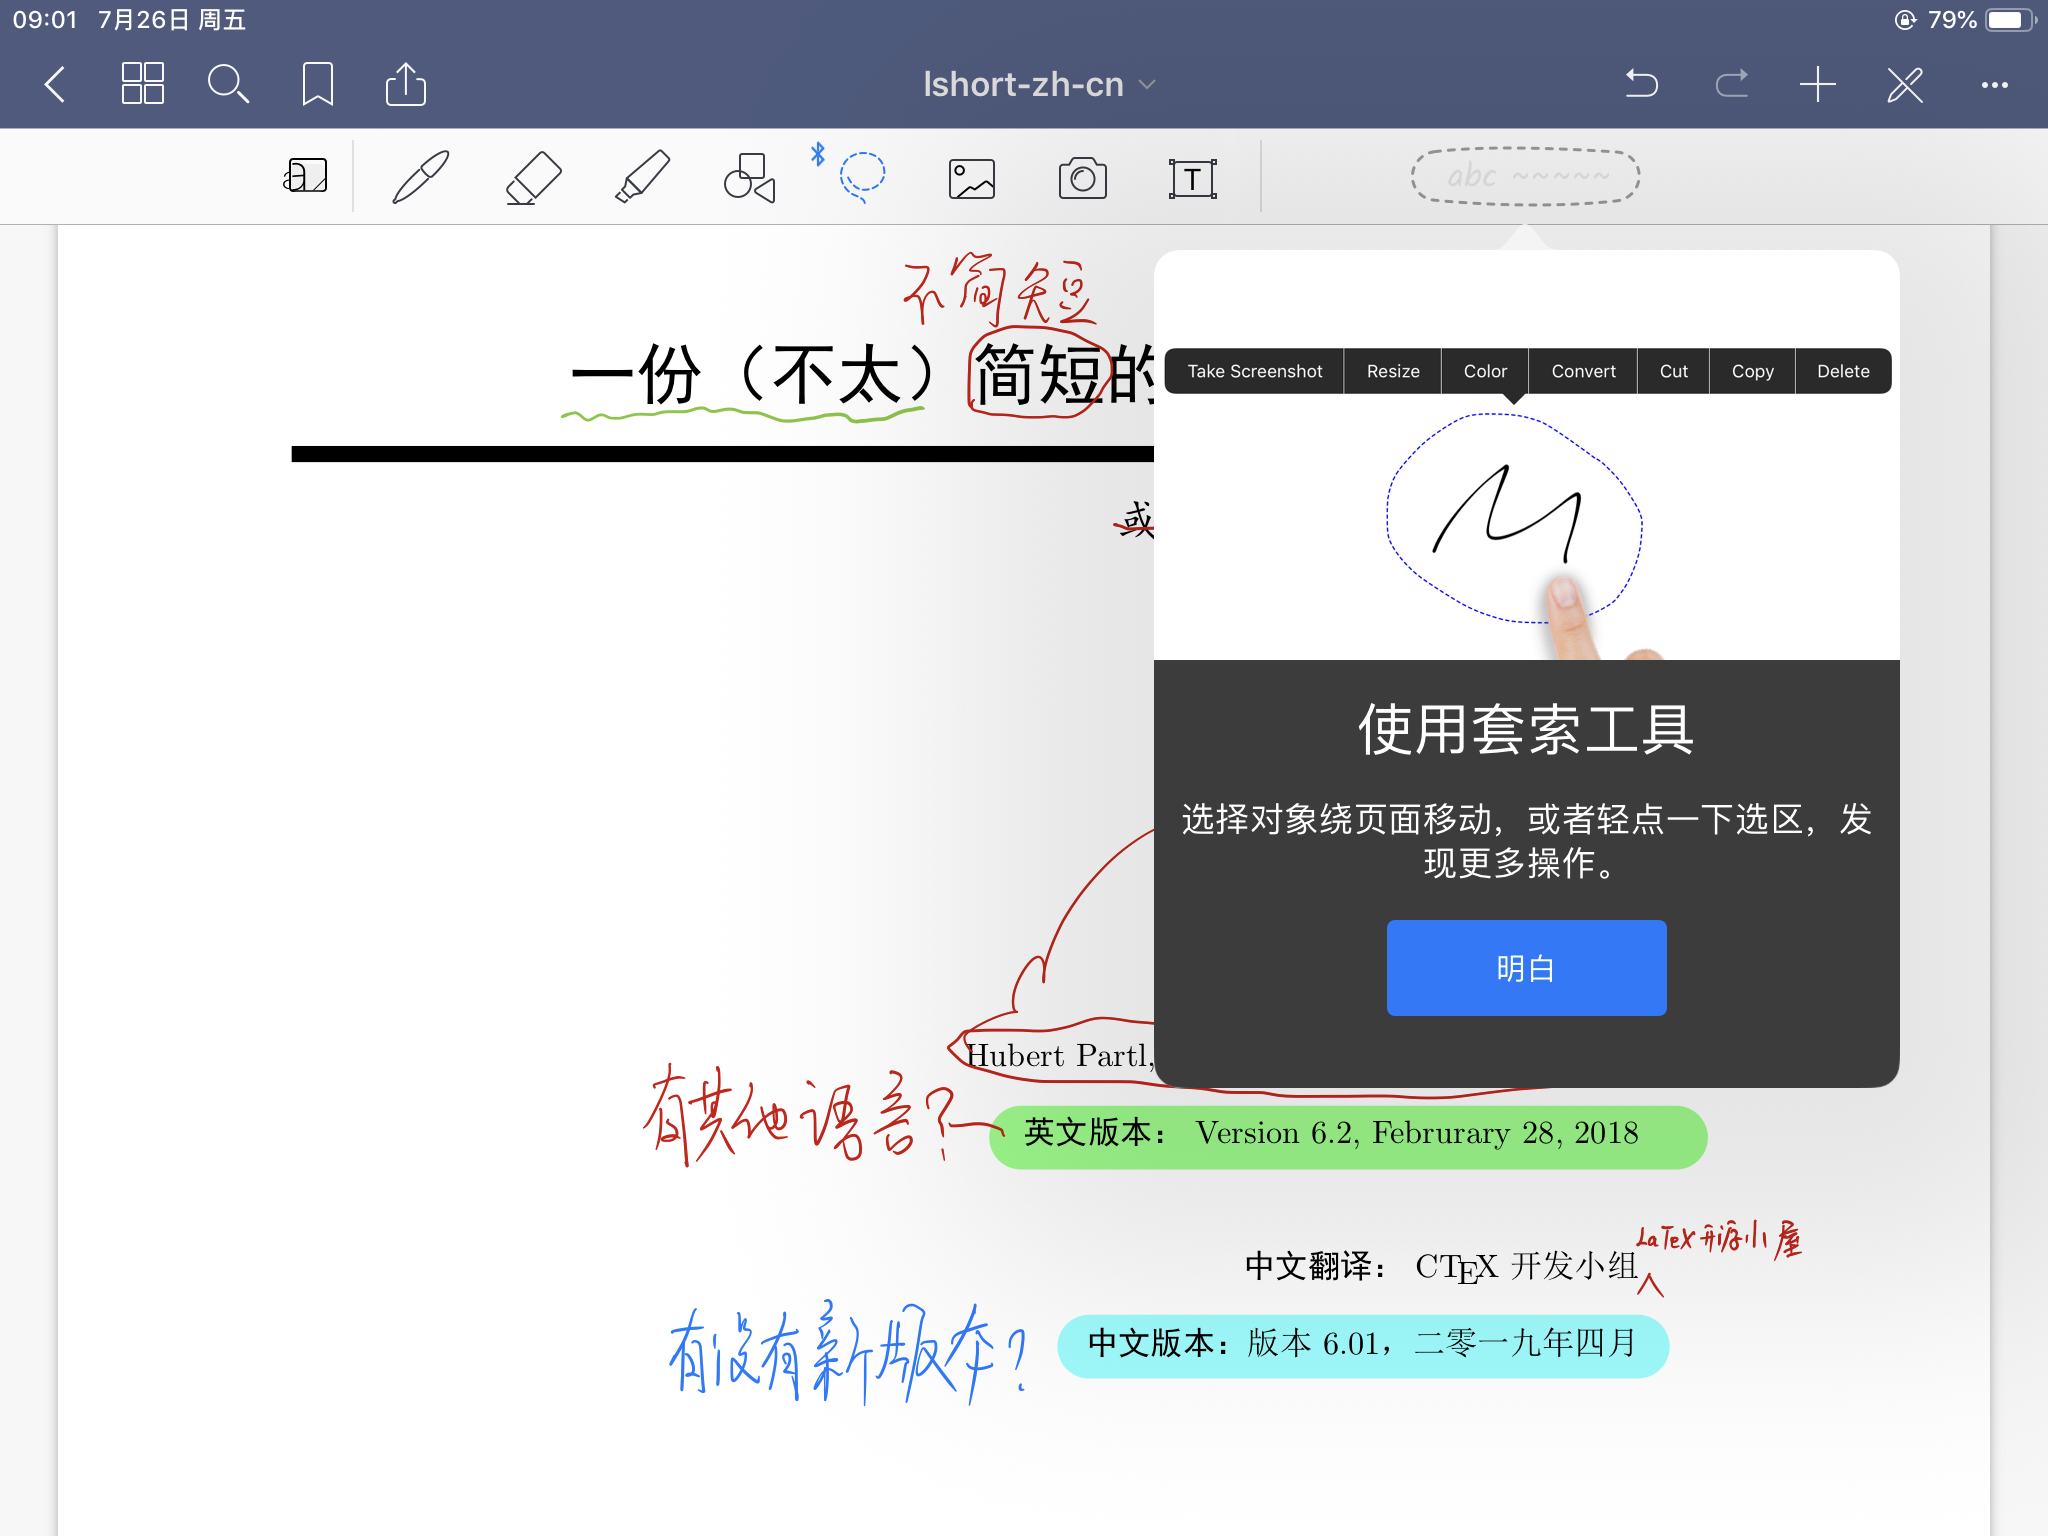 09:01 7月26日 周五 79%
lshort-zh-cn
abc ~~~~~
不简短
一份（不太）简短的
Take Screenshot Resize Color Convert Cut Copy Delete
或
使用套索工具
选择对象绕页面移动，或者轻点一下选区，发
现更多操作。
明白
Hubert Partl,
有其他语言？
英文版本： Version 6.2, Februrary 28, 2018
LaTeX 开源小屋
中文翻译： CTEX 开发小组
有没有新版本？
中文版本：版本 6.01，二零一九年四月